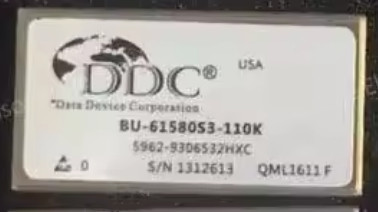 DDC®
USA
"Data Device Corporation
BU-61580S3-110K
5962-9306532HXC
0 S/N 1312613 QML1611 F